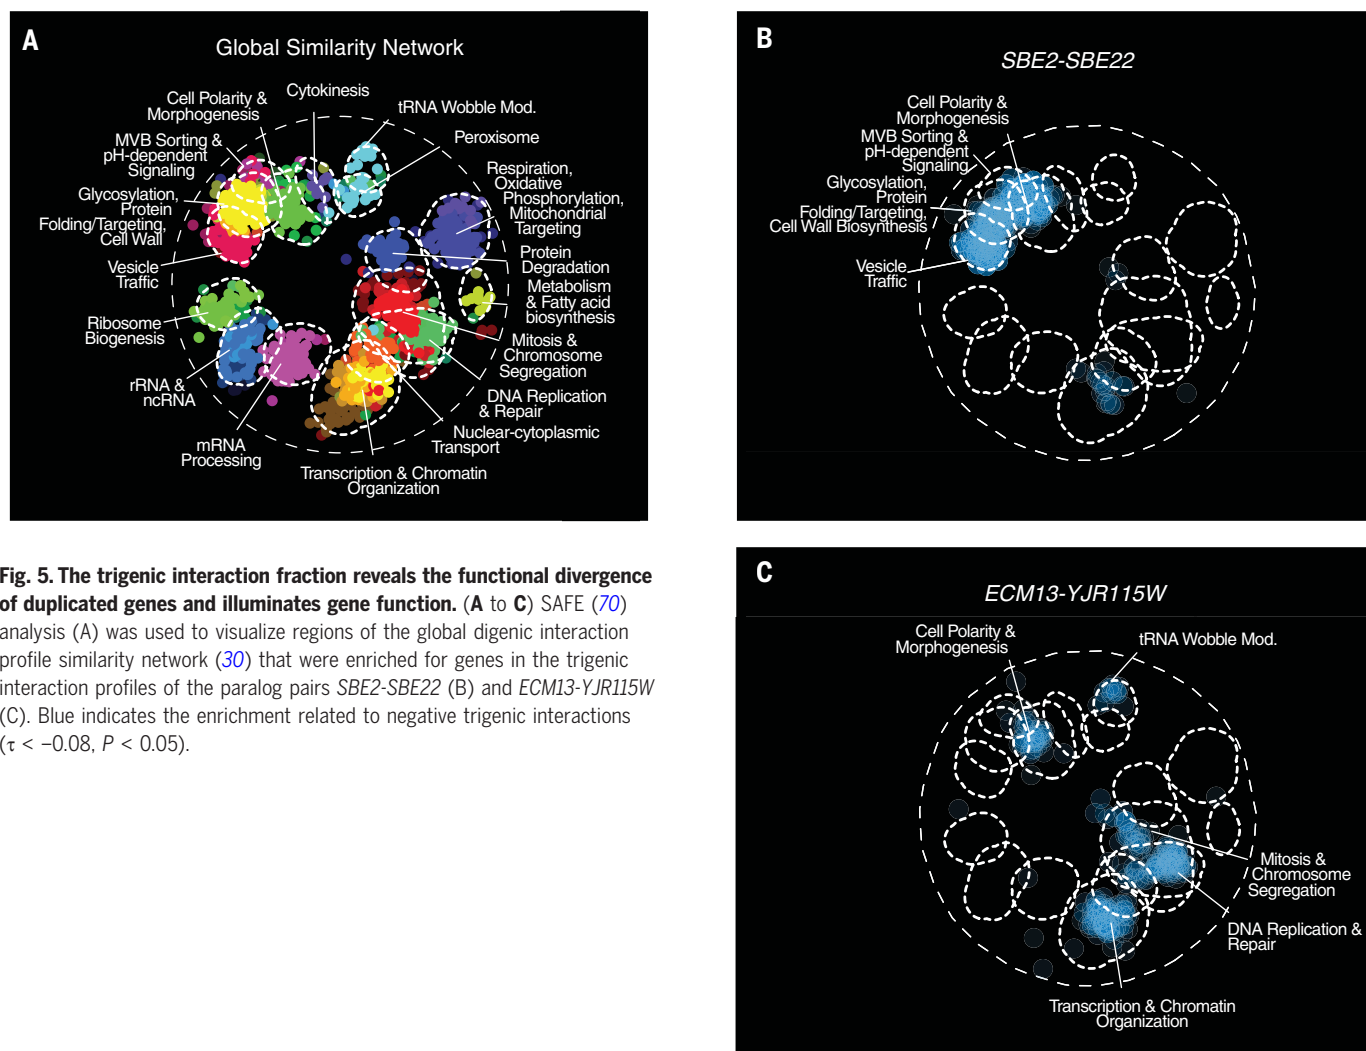 A
Global Similarity Network
Cytokinesis
Cell Polarity &
Morphogenesis
tRNA Wobble Mod.
MVB Sorting &
pH-dependent
Signaling
Peroxisome
Respiration,
Oxidative
Phosphorylation,
Mitochondrial
Targeting
Glycosylation,
Protein
Folding/Targeting,
Cell Wall
Protein
Degradation
Vesicle
Traffic
Metabolism
& Fatty acid
biosynthesis
Ribosome
Biogenesis
Mitosis &
Chromosome
Segregation
rRNA &
ncRNA
DNA Replication
& Repair
mRNA
Processing
Nuclear-cytoplasmic
Transport
Transcription & Chromatin
Organization
B
SBE2-SBE22
Cell Polarity &
Morphogenesis
MVB Sorting &
pH-dependent
Signaling
Glycosylation,
Protein
Folding/Targeting,
Cell Wall Biosynthesis
Vesicle
Traffic
Fig. 5. The trigenic interaction fraction reveals the functional divergence
of duplicated genes and illuminates gene function. (A to C) SAFE (70)
analysis (A) was used to visualize regions of the global digenic interaction
profile similarity network (30) that were enriched for genes in the trigenic
interaction profiles of the paralog pairs SBE2-SBE22 (B) and ECM13-YJR115W
(C). Blue indicates the enrichment related to negative trigenic interactions
(τ < −0.08, P < 0.05).
C
ECM13-YJR115W
Cell Polarity &
Morphogenesis
tRNA Wobble Mod.
Mitosis &
Chromosome
Segregation
DNA Replication &
Repair
Transcription & Chromatin
Organization